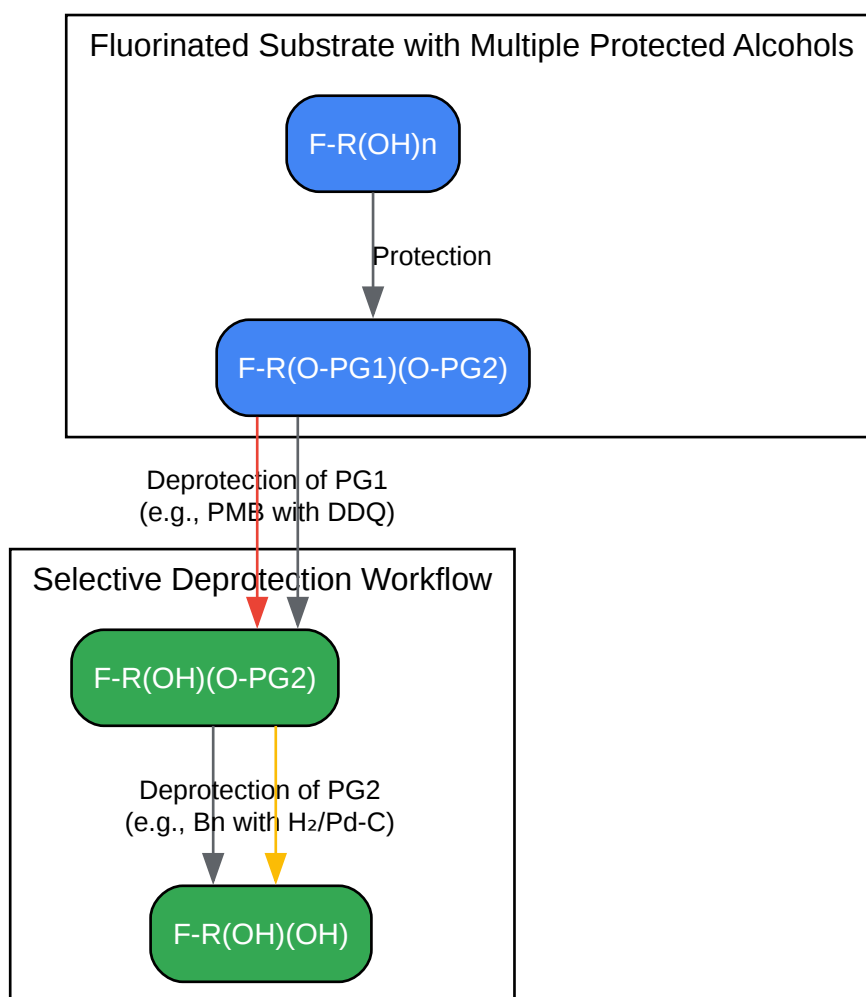 Fluorinated Substrate with Multiple Protected Alcohols
F-R(OH)n
Protection
F-R(O-PG1)(O-PG2)
Deprotection of PG1
(e.g., PMB with DDQ)
Selective Deprotection Workflow
F-R(OH)(O-PG2)
Deprotection of PG2
(e.g., Bn with H₂/Pd-C)
F-R(OH)(OH)